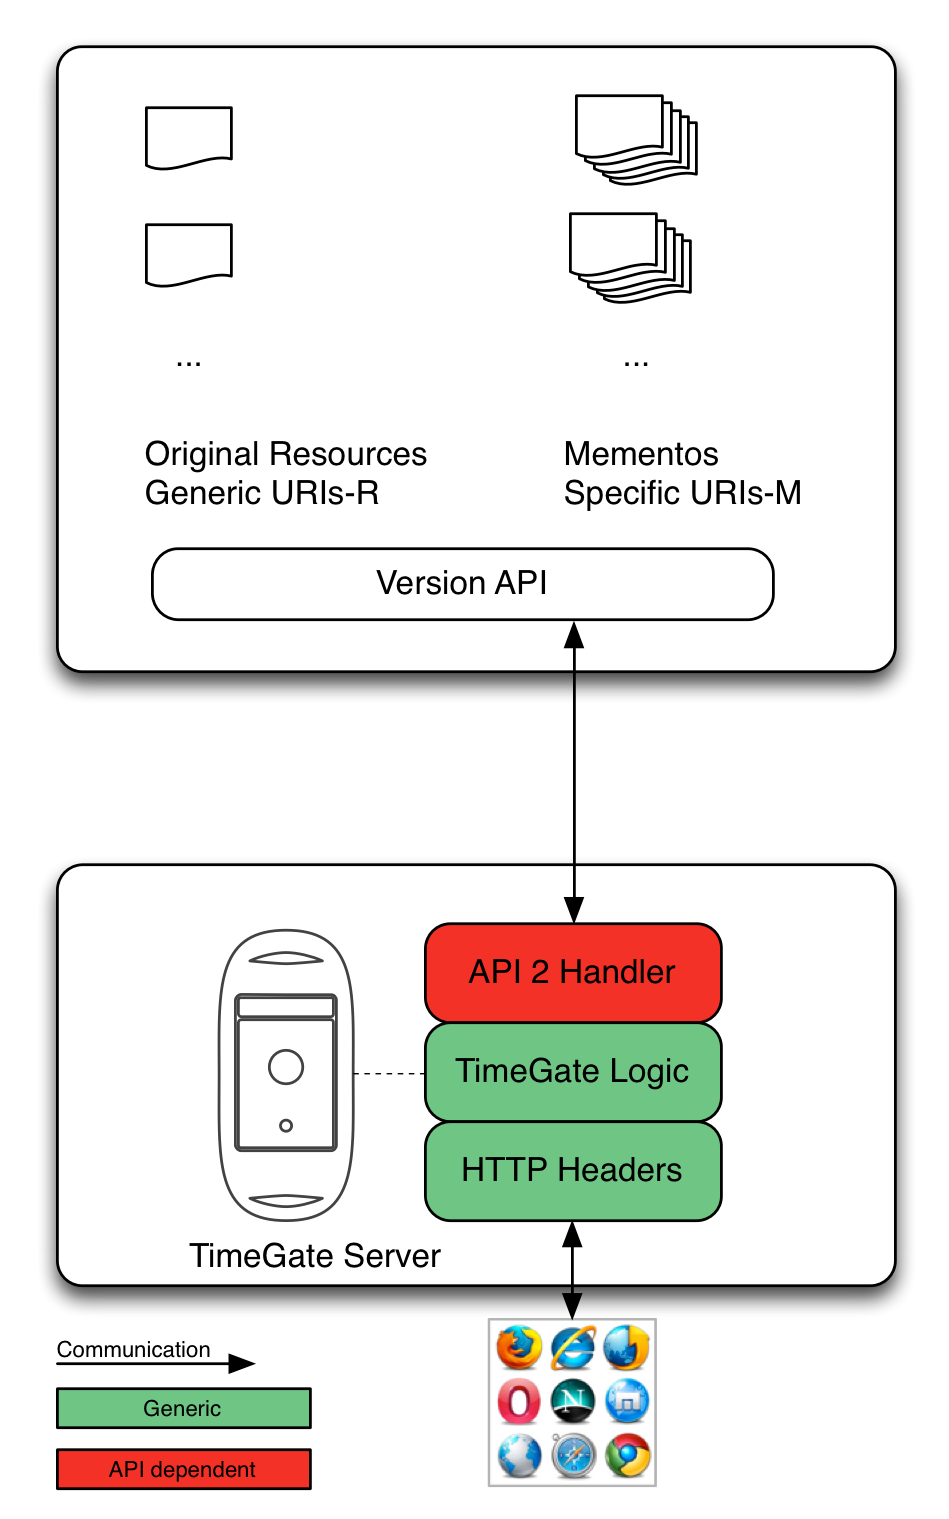 ...
...
Original Resources
Generic URIs-R
Mementos
Specific URIs-M
Version API
API 2 Handler
TimeGate Logic
HTTP Headers
TimeGate Server
Communication
Generic
API dependent